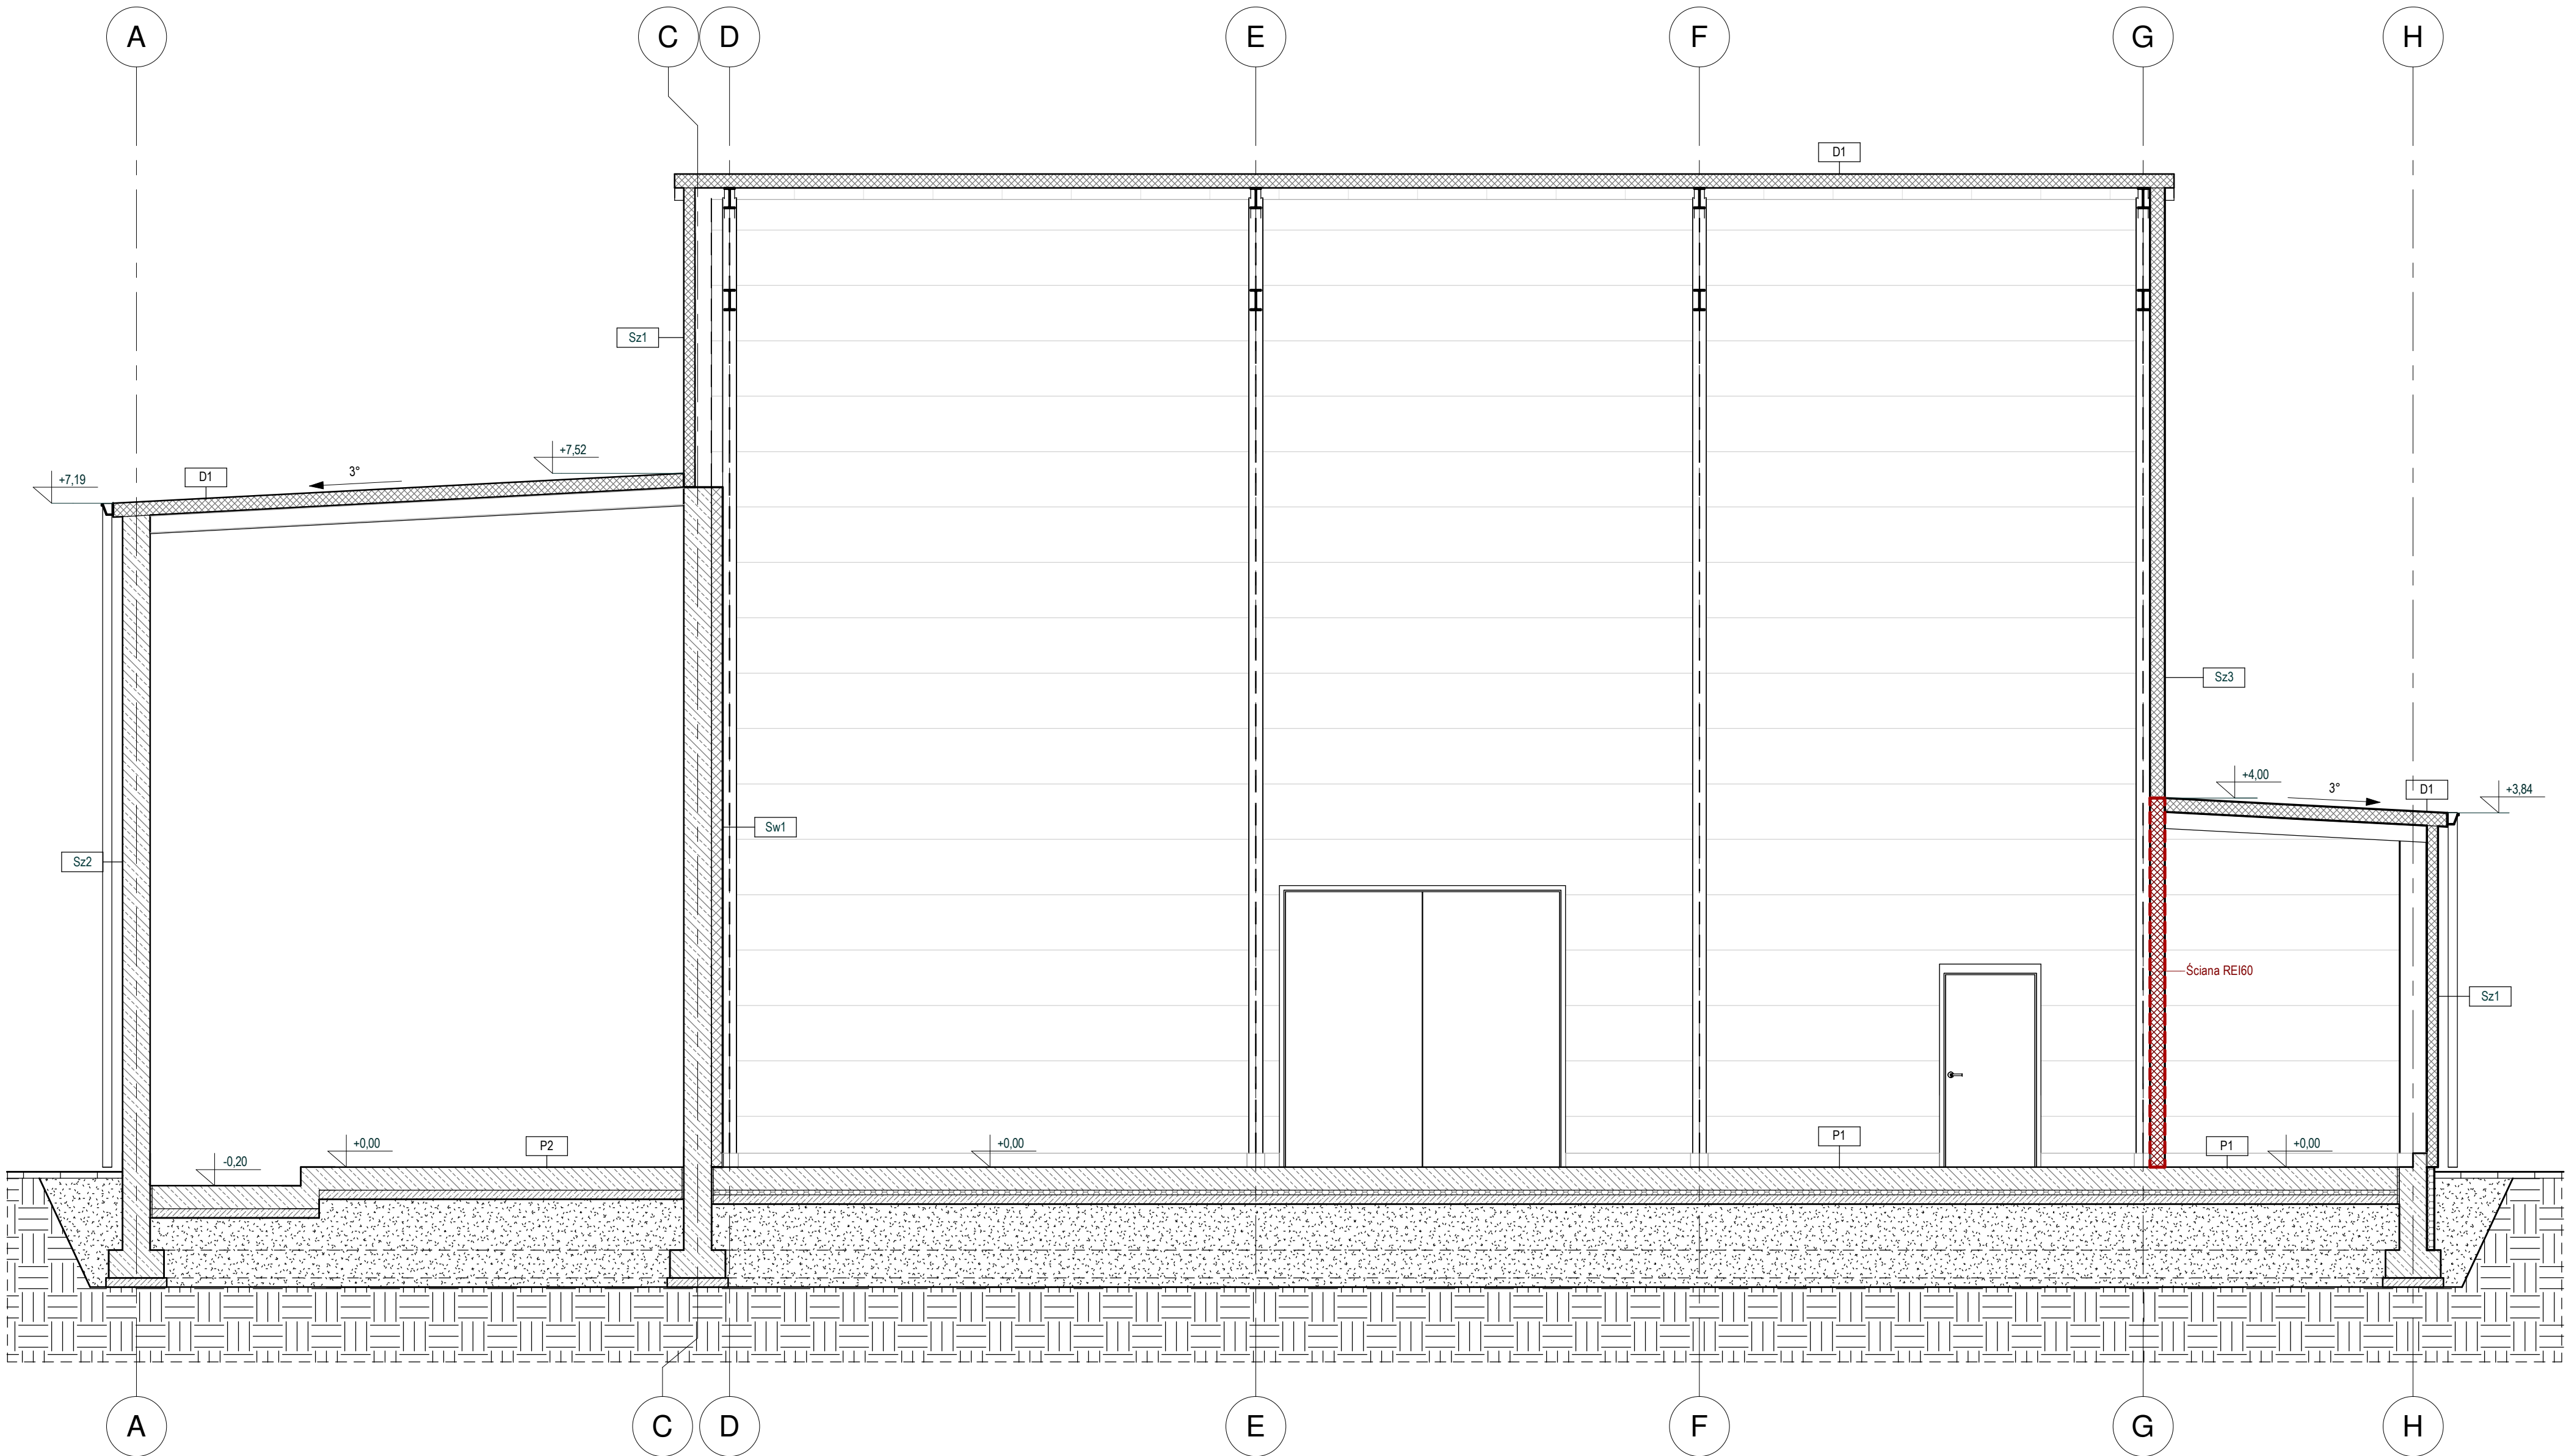 A C D E F G H
D1
Sz1
+7,52
3°
D1
+7,19
Sz3
+4,00
3°
D1
+3,84
Sw1
Sz2
Ściana REI60
Sz1
-0,20
+0,00
P2
+0,00
P1
P1
+0,00
A C D E F G H